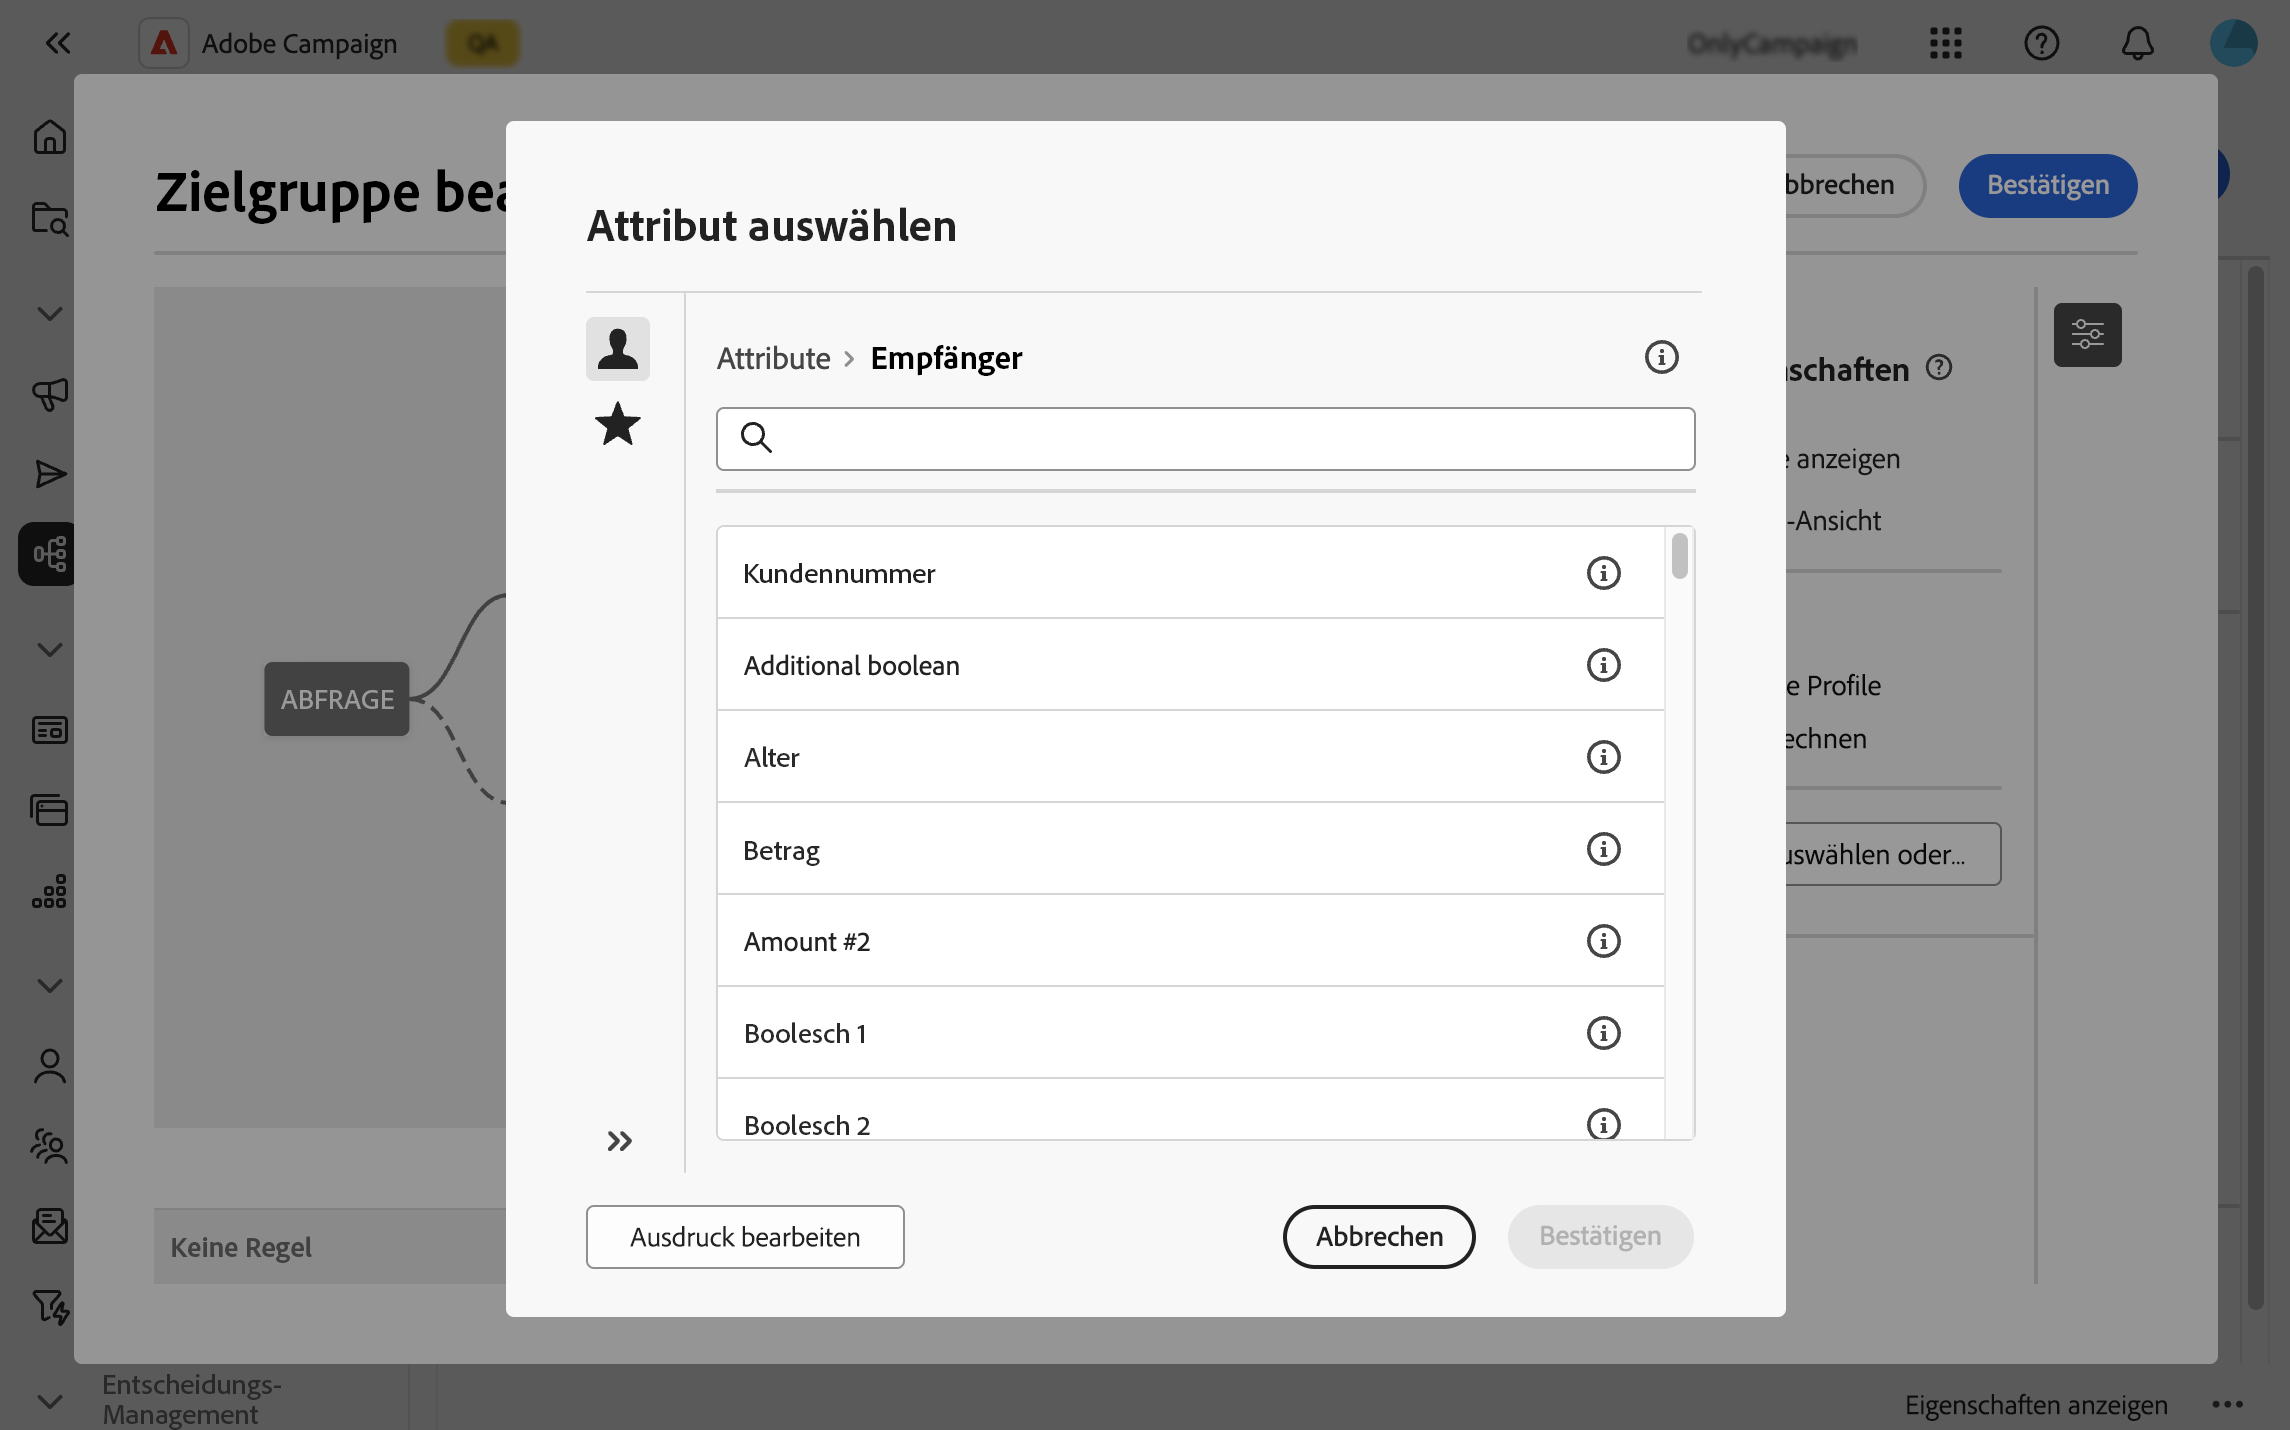 Adobe Campaign
QA
OnlyCampaign
Zielgruppe bea
bbrechen
Bestätigen
Attribut auswählen
Attribute > Empfänger
schaften
e anzeigen
-Ansicht
Kundennummer
Additional boolean
e Profile
ABFRAGE
echnen
Alter
Betrag
uswählen oder...
Amount #2
Boolesch 1
Boolesch 2
Ausdruck bearbeiten
Abbrechen
Bestätigen
Keine Regel
Entscheidungs-
Management
Eigenschaften anzeigen